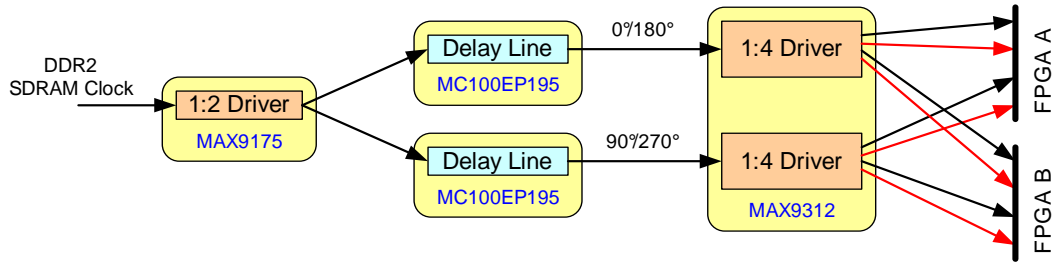 DDR2
SDRAM Clock
1:2 Driver
MAX9175
Delay Line
MC100EP195
0°/180°
Delay Line
MC100EP195
90°/270°
1:4 Driver
1:4 Driver
MAX9312
FPGA A
FPGA B